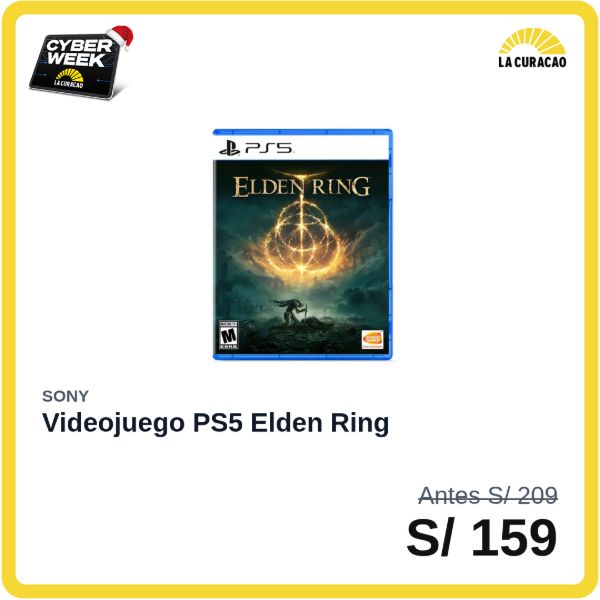 CYBER
WEEK
LA CURACAO
LA CURACAO
PS5
ELDEN RING
M
SONY
Videojuego PS5 Elden Ring
Antes S/ 209
S/ 159